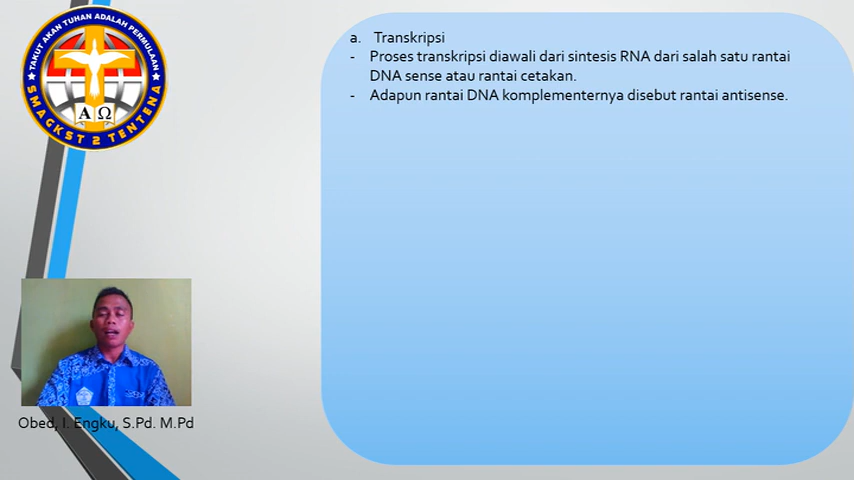 TAKUT AKAN TUHAN ADALAH PERMULAAN
SMAGKST 2 TENTENA
A Ω
a. Transkripsi
- Proses transkripsi diawali dari sintesis RNA dari salah satu rantai
DNA sense atau rantai cetakan.
- Adapun rantai DNA komplementernya disebut rantai antisense.
Obed, I. Engku, S.Pd. M.Pd